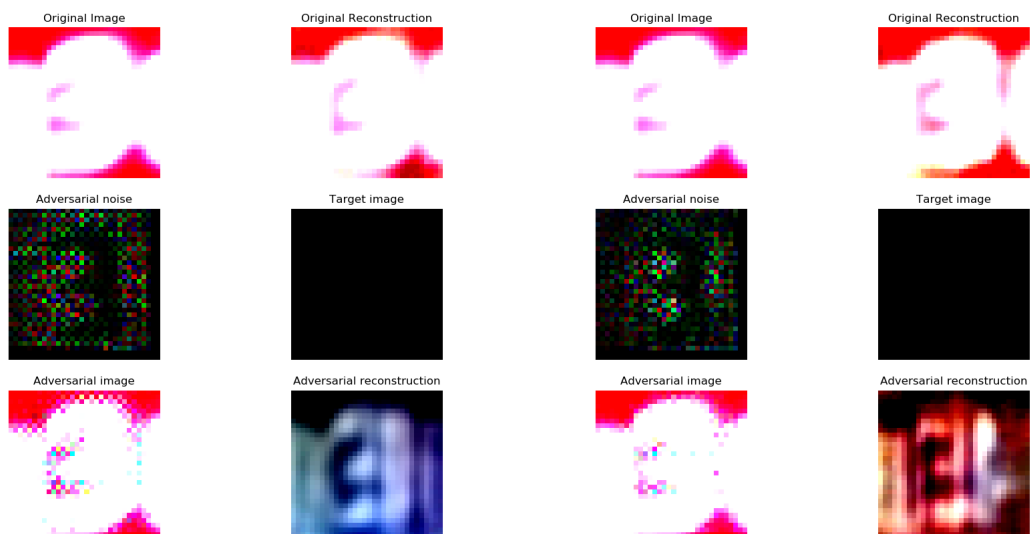 Original Image
Original Reconstruction
Original Image
Original Reconstruction
Adversarial noise
Target image
Adversarial noise
Target image
Adversarial image
Adversarial reconstruction
Adversarial image
Adversarial reconstruction